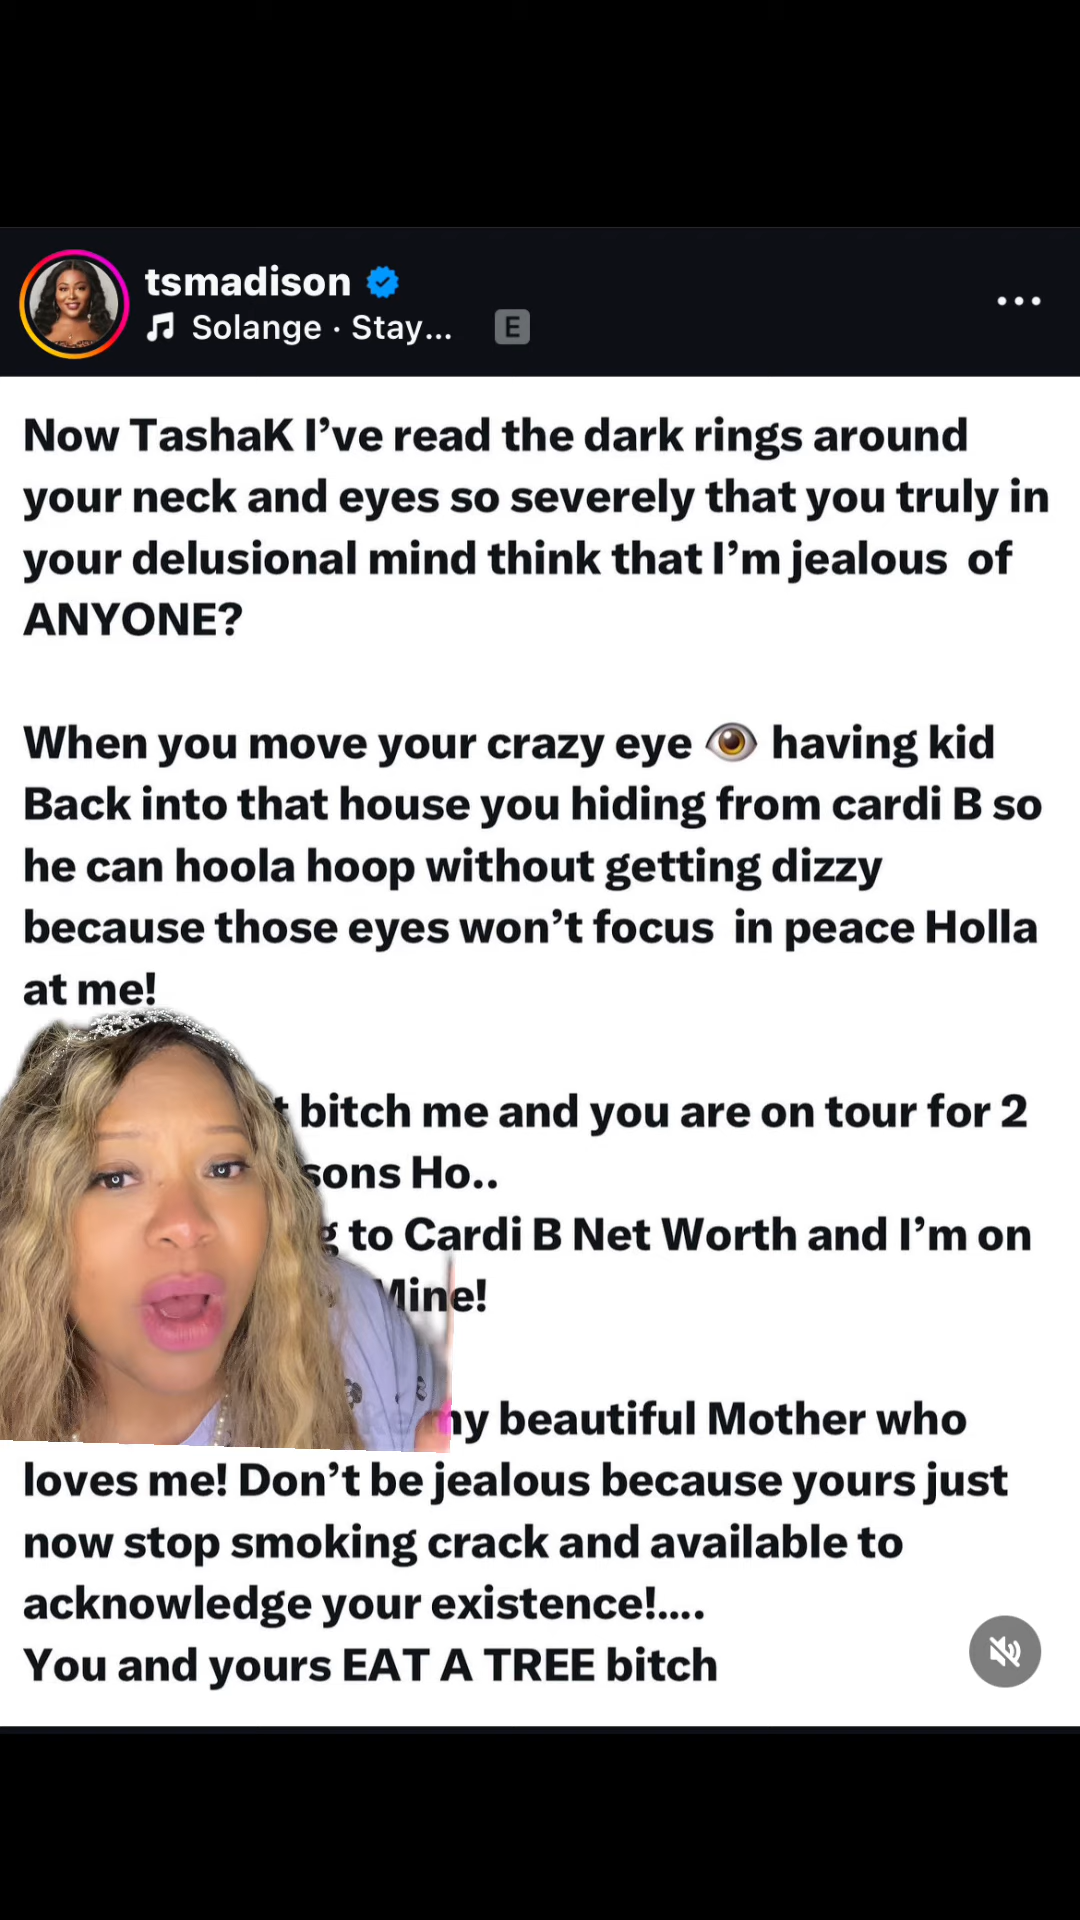 tsmadison
Solange · Stay...
E
Now TashaK I’ve read the dark rings around
your neck and eyes so severely that you truly in
your delusional mind think that I’m jealous of
ANYONE?
When you move your crazy eye 👁️ having kid
Back into that house you hiding from cardi B so
he can hoola hoop without getting dizzy
because those eyes won’t focus in peace Holla
at me!
bitch me and you are on tour for 2
Ho..
to Cardi B Net Worth and I’m on
Mine!
my beautiful Mother who
loves me! Don’t be jealous because yours just
now stop smoking crack and available to
acknowledge your existence!....
You and yours EAT A TREE bitch